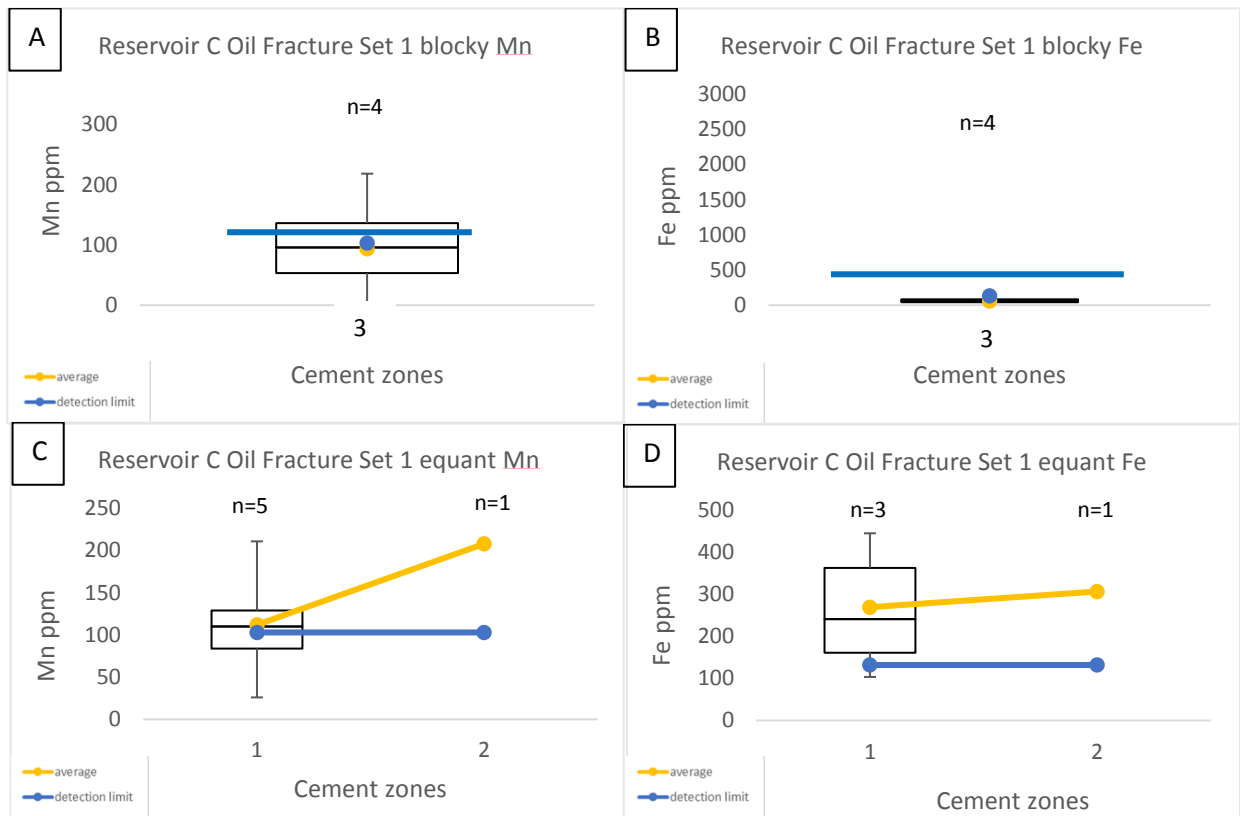 A
Reservoir C Oil Fracture Set 1 blocky Mn
n=4
300
200
100
0
Mn ppm
3
Cement zones
average
detection limit
B
Reservoir C Oil Fracture Set 1 blocky Fe
n=4
3000
2500
2000
1500
1000
500
0
Fe ppm
3
Cement zones
average
detection limit
C
Reservoir C Oil Fracture Set 1 equant Mn
n=5
n=1
250
200
150
100
50
0
Mn ppm
1
2
Cement zones
average
detection limit
D
Reservoir C Oil Fracture Set 1 equant Fe
n=3
n=1
500
400
300
200
100
0
Fe ppm
1
2
Cement zones
average
detection limit